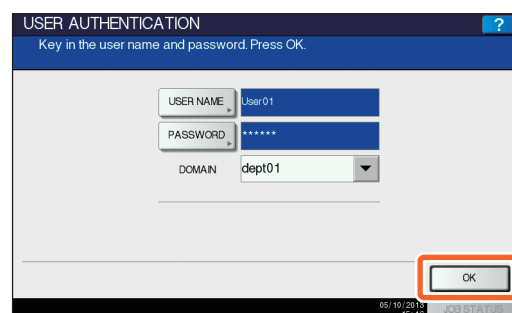 USER AUTHENTICATION ?
Key in the user name and password. Press OK.
USER NAME User01
PASSWORD ******
DOMAIN dept01
OK
05/10/2013
JOB STATUS